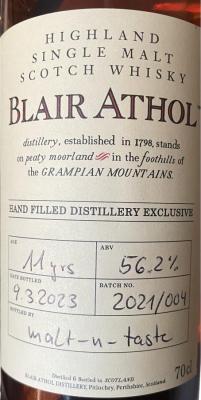 HIGHLAND
SINGLE MALT
SCOTCH WHISKY
BLAIR ATHOL
distillery, established in 1798, stands
on peaty moorland in the foothills of
the GRAMPIAN MOUNTAINS.
HAND FILLED DISTILLERY EXCLUSIVE
AGE
11 yrs
ABV
56.2%
DATE BOTTLED
9.3 2023
BATCH NO.
2021/004
BOTTLED BY
malt-n-taste
Distilled & Bottled in SCOTLAND
BLAIR ATHOL DISTILLERY, Pitlochry, Perthshire, Scotland.
70cl